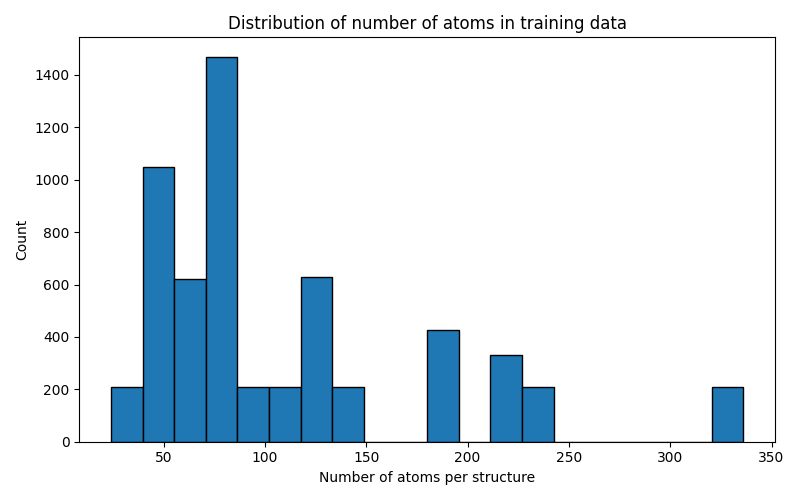 Distribution of number of atoms in training data
1400
1200
1000
800
600
400
200
0
Count
50 100 150 200 250 300 350
Number of atoms per structure